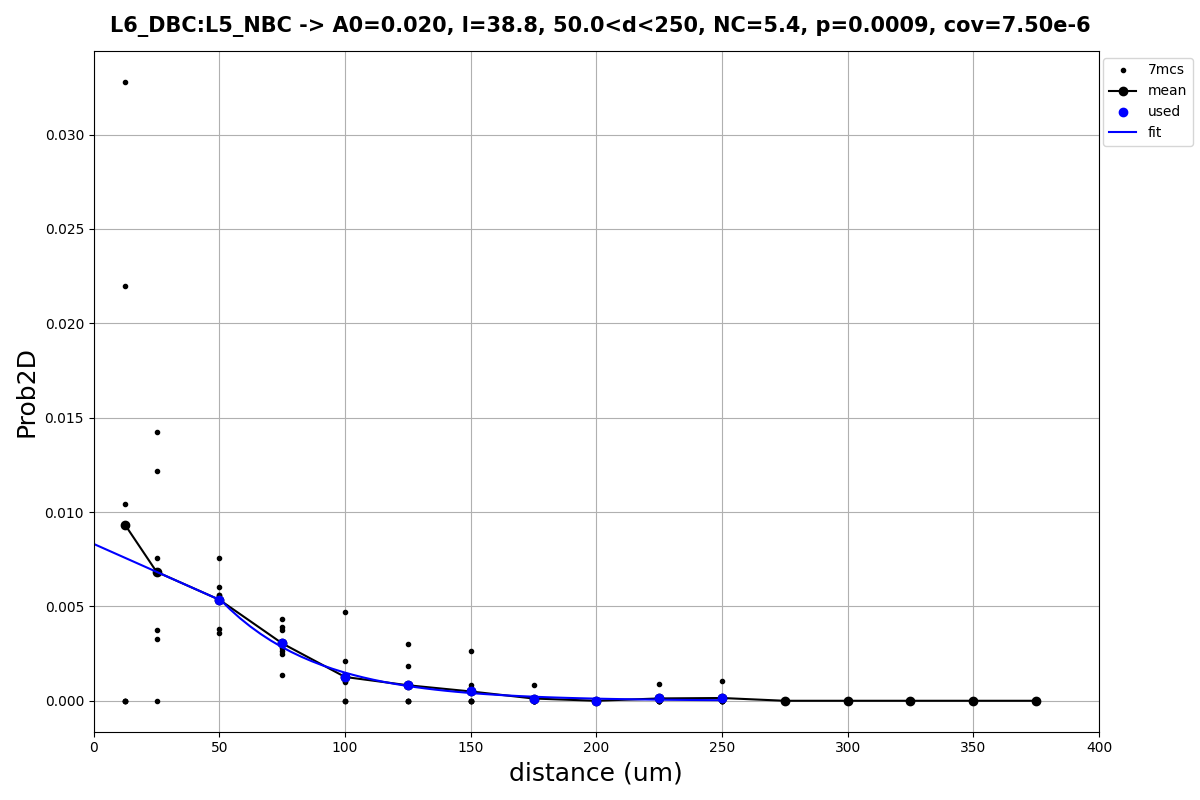 L6_DBC:L5_NBC -> A0=0.020, l=38.8, 50.0<d<250, NC=5.4, p=0.0009, cov=7.50e-6
7mcs
mean
used
fit
0.030
0.025
0.020
0.015
0.010
0.005
0.000
Prob2D
0 50 100 150 200 250 300 350 400
distance (um)